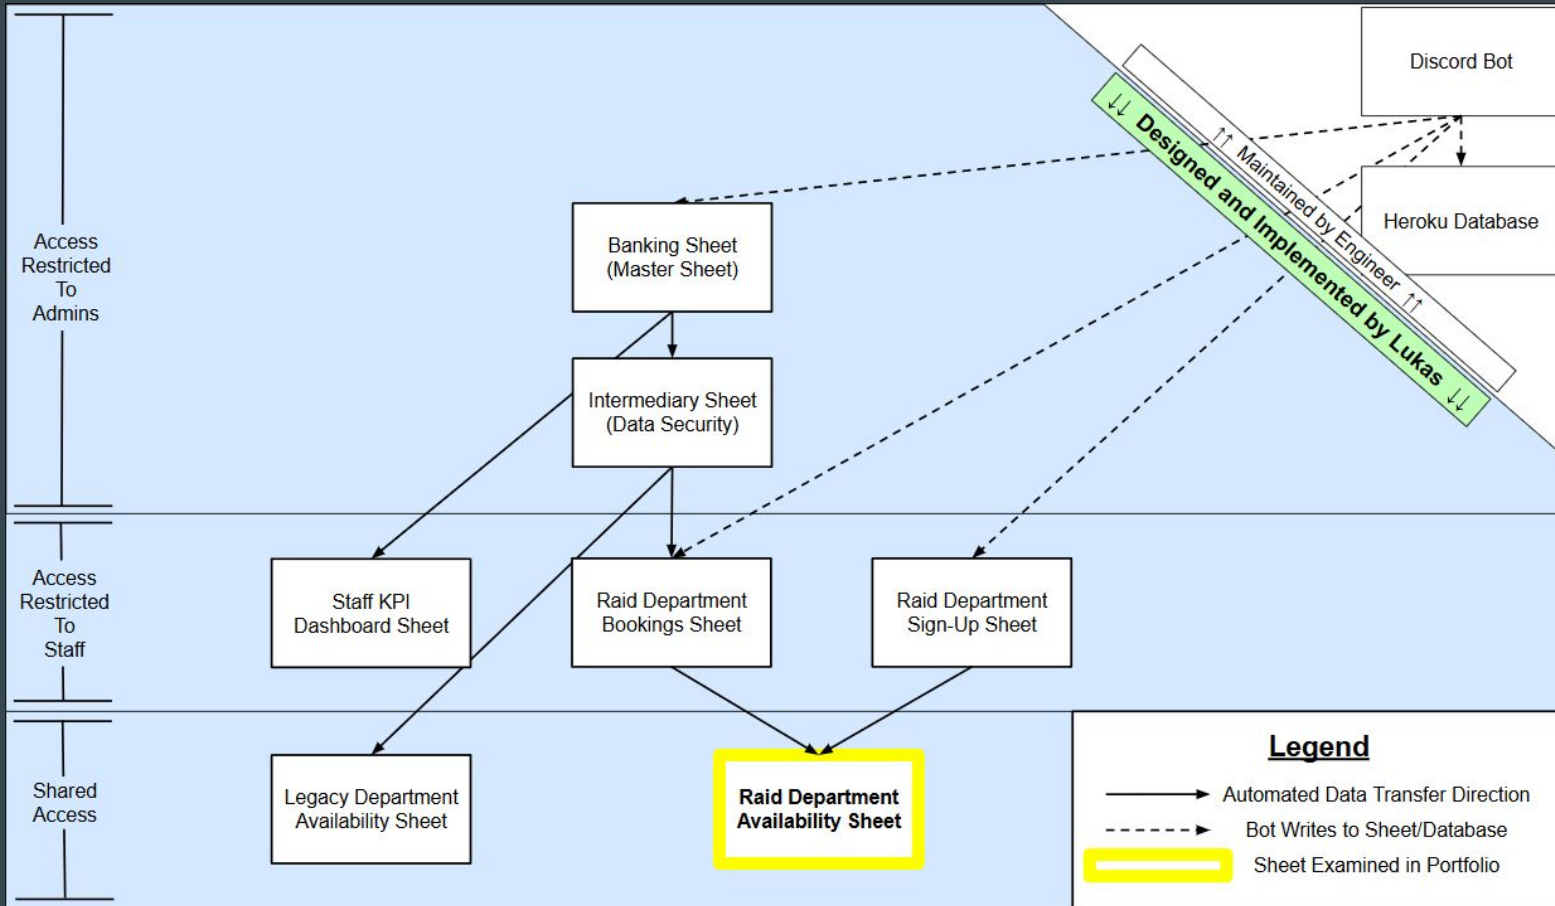 Discord Bot
↑↑ Maintained by Engineer ↑↑
↓↓ Designed and Implemented by Lukas ↓↓
Heroku Database
Access
Restricted
To
Admins
Banking Sheet
(Master Sheet)
Intermediary Sheet
(Data Security)
Access
Restricted
To
Staff
Staff KPI
Dashboard Sheet
Raid Department
Bookings Sheet
Raid Department
Sign-Up Sheet
Shared
Access
Legacy Department
Availability Sheet
Raid Department
Availability Sheet
Legend
Automated Data Transfer Direction
Bot Writes to Sheet/Database
Sheet Examined in Portfolio